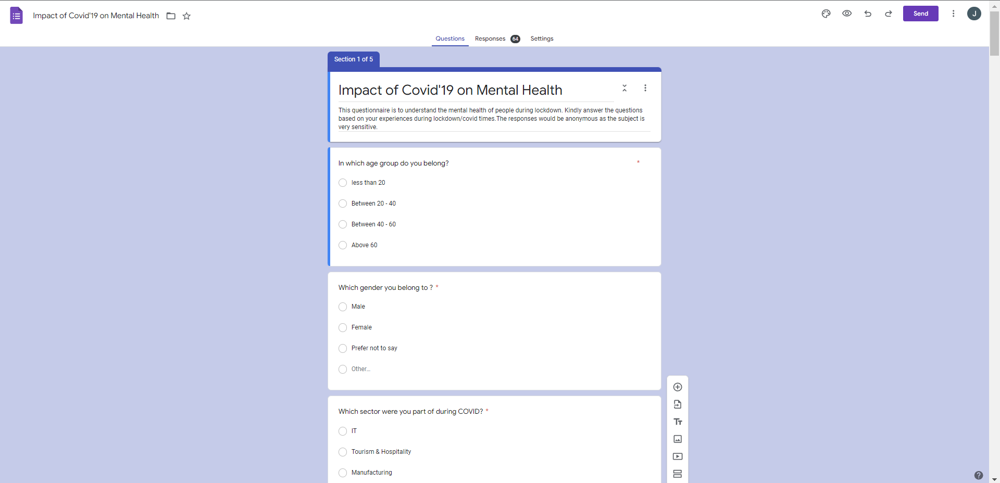 Impact of Covid'19 on Mental Health
Send
J
Questions
Responses 64
Settings
Section 1 of 5
Impact of Covid'19 on Mental Health
This questionnaire is to understand the mental health of people during lockdown. Kindly answer the questions
based on your experiences during lockdown/covid times.The responses would be anonymous as the subject is
very sensitive.
In which age group do you belong? *
less than 20
Between 20 - 40
Between 40 - 60
Above 60
Which gender you belong to ? *
Male
Female
Prefer not to say
Other...
Which sector were you part of during COVID? *
IT
Tourism & Hospitality
Manufacturing